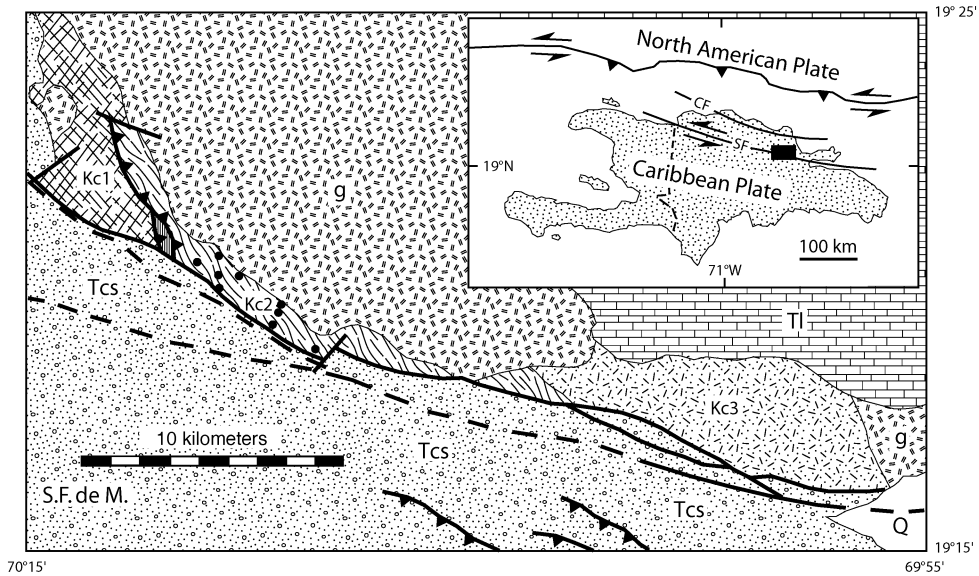 19° 25'
North American Plate
CF
SF
19°N
Caribbean Plate
100 km
71°W
g
Kc1
Tcs
Kc2
Tl
Kc3
g
10 kilometers
Tcs
S.F. de M.
Tcs
Q
19°15'
70°15'
69°55'